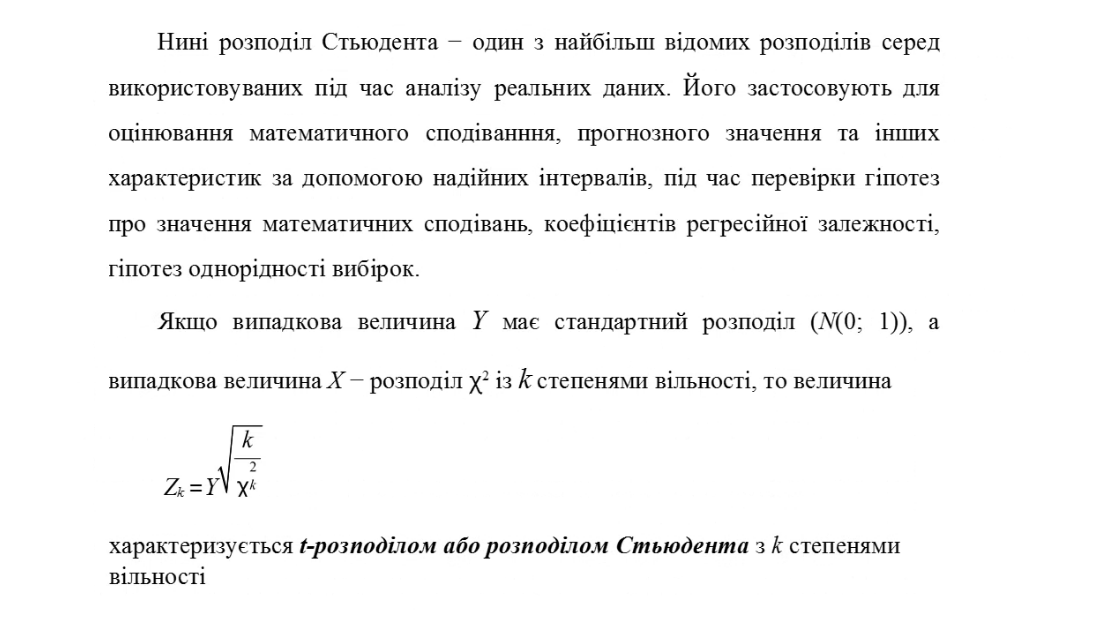 Нині розподіл Стьюдента − один з найбільш відомих розподілів серед
використовуваних під час аналізу реальних даних. Його застосовують для
оцінювання математичного сподіванння, прогнозного значення та інших
характеристик за допомогою надійних інтервалів, під час перевірки гіпотез
про значення математичних сподівань, коефіцієнтів регресійної залежності,
гіпотез однорідності вибірок.
Якщо випадкова величина Y має стандартний розподіл (N(0; 1)), а
випадкова величина X − розподіл χ² із k степенями вільності, то величина
Zₖ = Y√(k/χ²ₖ)
характеризується t-розподілом або розподілом Стьюдента з k степенями
вільності